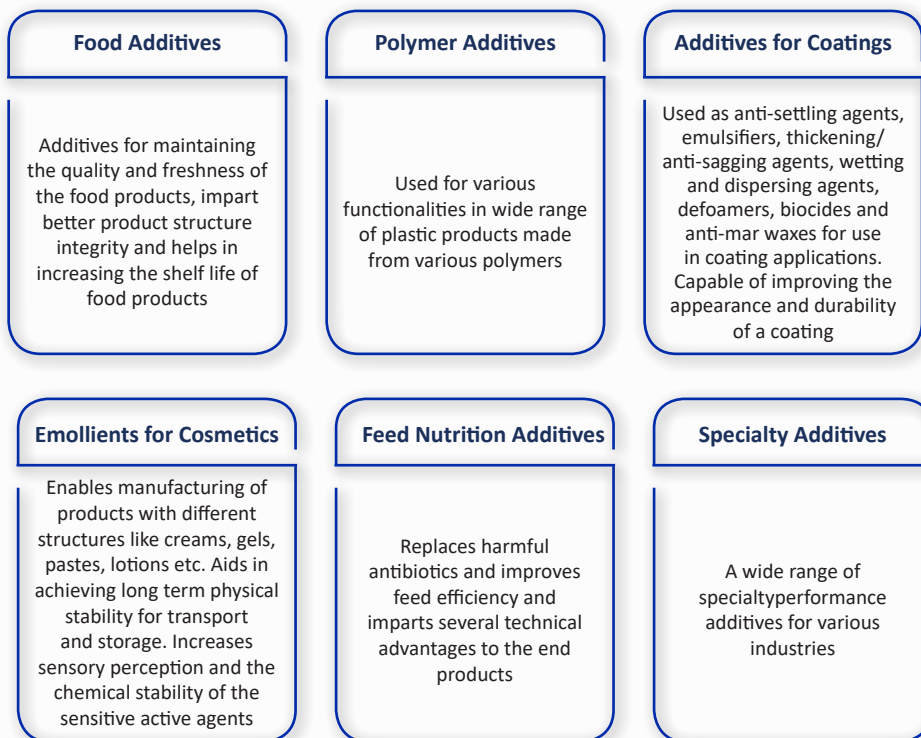 Food Additives
Additives for maintaining
the quality and freshness of
the food products, impart
better product structure
integrity and helps in
increasing the shelf life of
food products
Polymer Additives
Used for various
functionalities in wide range
of plastic products made
from various polymers
Additives for Coatings
Used as anti-settling agents,
emulsifiers, thickening/
anti-sagging agents, wetting
and dispersing agents,
defoamers, biocides and
anti-mar waxes for use
in coating applications.
Capable of improving the
appearance and durability
of a coating
Emollients for Cosmetics
Enables manufacturing of
products with different
structures like creams, gels,
pastes, lotions etc. Aids in
achieving long term physical
stability for transport
and storage. Increases
sensory perception and the
chemical stability of the
sensitive active agents
Feed Nutrition Additives
Replaces harmful
antibiotics and improves
feed efficiency and
imparts several technical
advantages to the end
products
Specialty Additives
A wide range of
specialtyperformance
additives for various
industries